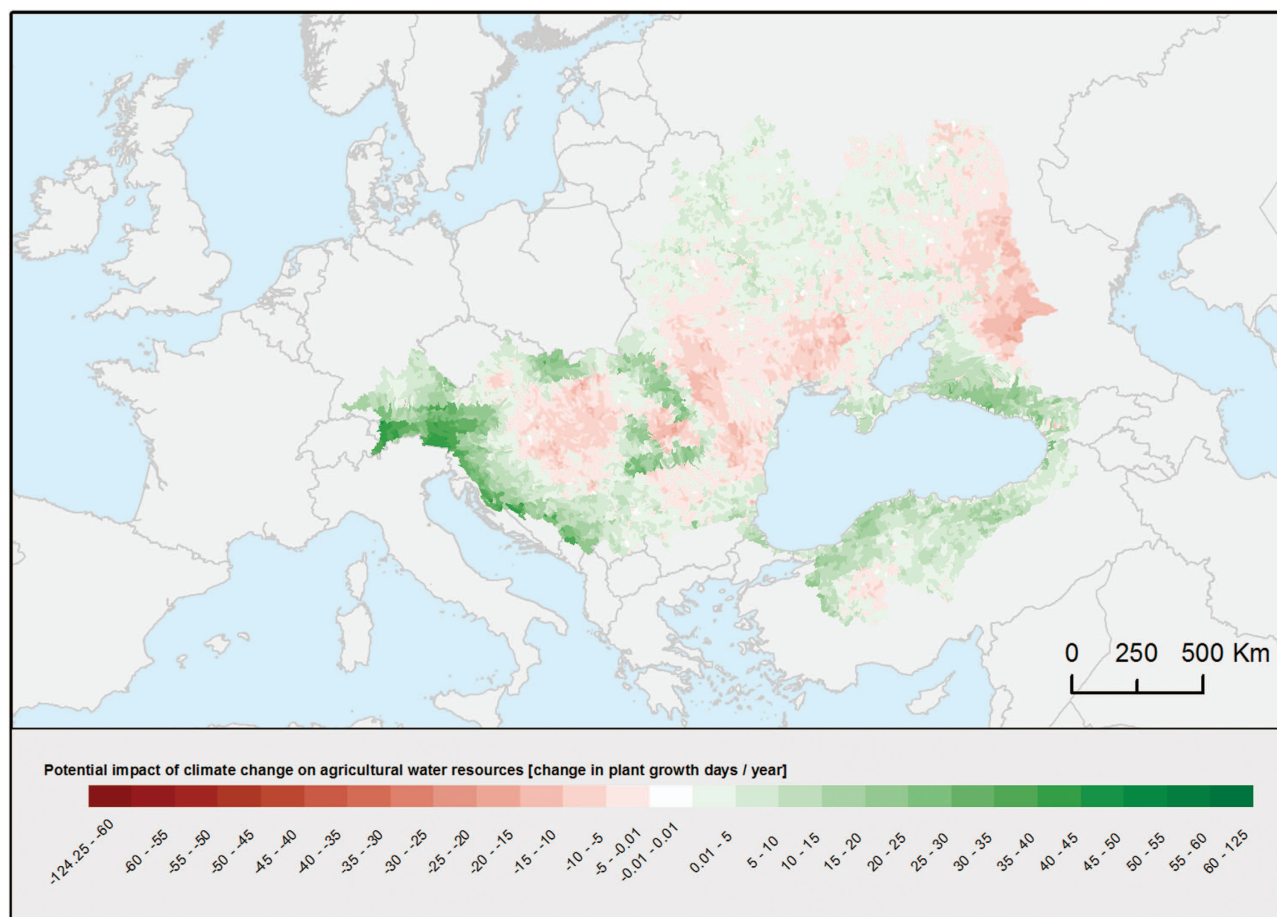 0 250 500 Km
Potential impact of climate change on agricultural water resources [change in plant growth days / year]
-124.25 - -60
-60 - -55
-55 - -50
-50 - -45
-45 - -40
-40 - -35
-35 - -30
-30 - -25
-25 - -20
-20 - -15
-15 - -10
-10 - -5
-5 - -0.01
-0.01 - 0.01
0.01 - 5
5 - 10
10 - 15
15 - 20
20 - 25
25 - 30
30 - 35
35 - 40
40 - 45
45 - 50
50 - 55
55 - 60
60 - 125